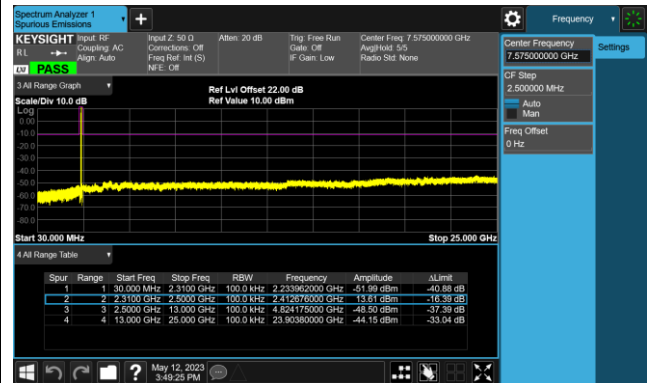 Spectrum Analyzer 1
Spurious Emissions
Frequency
KEYSIGHT
RL
LXI PASS
Input: RF
Coupling: AC
Align: Auto
Input Z: 50 Ω
Corrections: Off
Freq Ref: Int (S)
NFE: Off
Atten: 20 dB
Trig: Free Run
Gate: Off
IF Gain: Low
Center Freq: 7.575000000 GHz
Avg|Hold: 5/5
Radio Std: None
Center Frequency
7.575000000 GHz
Settings
CF Step
2.500000 MHz
Auto
Man
Freq Offset
0 Hz
3 All Range Graph
Scale/Div 10.0 dB
Ref Lvl Offset 22.00 dB
Ref Value 10.00 dBm
Log
0.00
-10.0
-20.0
-30.0
-40.0
-50.0
-60.0
-70.0
-80.0
Start 30.000 MHz Stop 25.000 GHz
4 All Range Table
Spur Range Start Freq Stop Freq RBW Frequency Amplitude ΔLimit
1 1 30.000 MHz 2.3100 GHz 100.0 kHz 2.233962000 GHz -51.99 dBm -40.88 dB
2 2 2.3100 GHz 2.5000 GHz 100.0 kHz 2.412676000 GHz 13.61 dBm -16.39 dB
3 3 2.5000 GHz 13.000 GHz 100.0 kHz 4.824175000 GHz -48.50 dBm -37.39 dB
4 4 13.000 GHz 25.000 GHz 100.0 kHz 23.90380000 GHz -44.15 dBm -33.04 dB
? May 12, 2023
3:49:25 PM